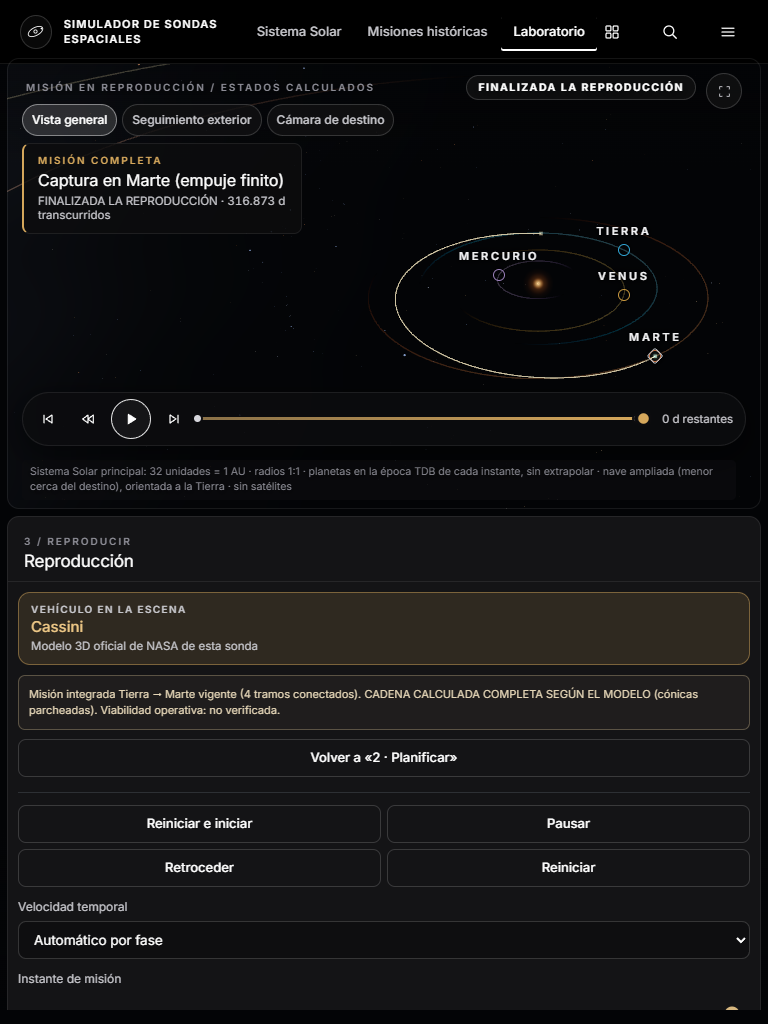 SIMULADOR DE SONDAS
ESPACIALES
Sistema Solar
Misiones históricas
Laboratorio
MISIÓN EN REPRODUCCIÓN / ESTADOS CALCULADOS
FINALIZADA LA REPRODUCCIÓN
Vista general
Seguimiento exterior
Cámara de destino
MISIÓN COMPLETA
Captura en Marte (empuje finito)
FINALIZADA LA REPRODUCCIÓN · 316.873 d
transcurridos
TIERRA
MERCURIO
VENUS
MARTE
0 d restantes
Sistema Solar principal: 32 unidades = 1 AU · radios 1:1 · planetas en la época TDB de cada instante, sin extrapolar · nave ampliada (menor
cerca del destino), orientada a la Tierra · sin satélites
3 / REPRODUCIR
Reproducción
VEHÍCULO EN LA ESCENA
Cassini
Modelo 3D oficial de NASA de esta sonda
Misión integrada Tierra → Marte vigente (4 tramos conectados). CADENA CALCULADA COMPLETA SEGÚN EL MODELO (cónicas
parcheadas). Viabilidad operativa: no verificada.
Volver a «2 · Planificar»
Reiniciar e iniciar
Pausar
Retroceder
Reiniciar
Velocidad temporal
Automático por fase
Instante de misión